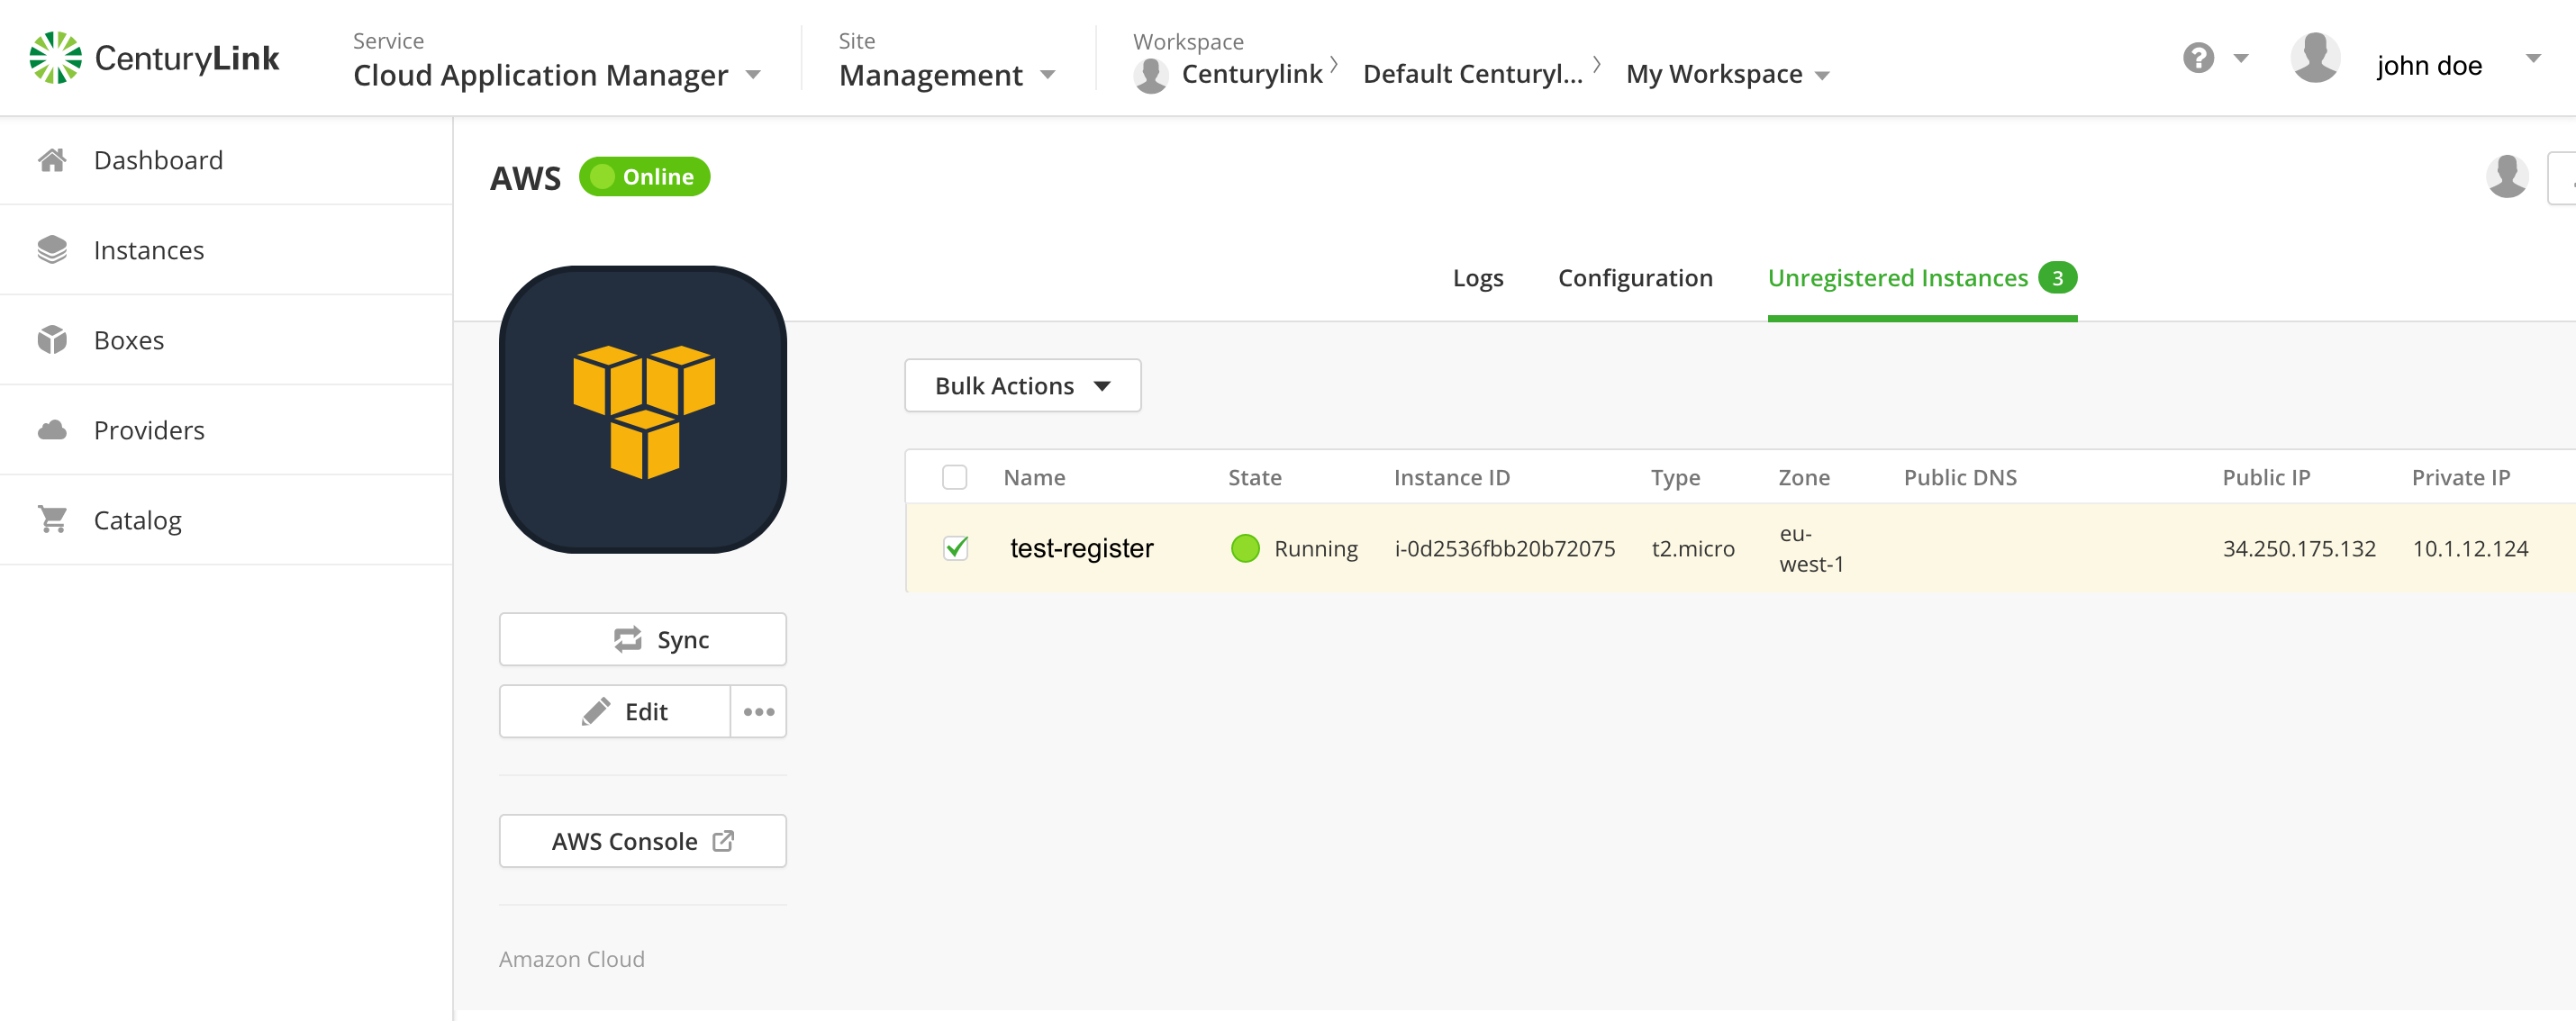 CenturyLink
Service
Cloud Application Manager
Site
Management
Workspace
Centurylink
Default Centuryl...
My Workspace
?
john doe
Dashboard
Instances
Boxes
Providers
Catalog
AWS
Online
Logs
Configuration
Unregistered Instances 3
Bulk Actions
Name State Instance ID Type Zone Public DNS Public IP Private IP
test-register Running i-0d2536fbb20b72075 t2.micro eu-west-1 34.250.175.132 10.1.12.124
Sync
Edit
AWS Console
Amazon Cloud